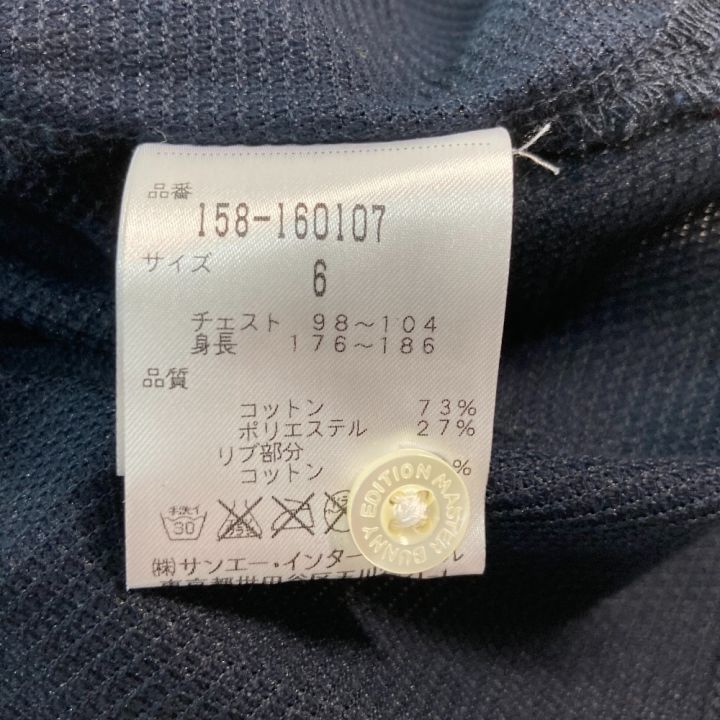 品番
158-160107
サイズ
6
チェスト 98～104
身長 176～186
品質
コットン 73%
ポリエステル 27%
リブ部分
コットン %
手洗イ
30
EDITION MASTER BUNNY
(株)サンエー・インター